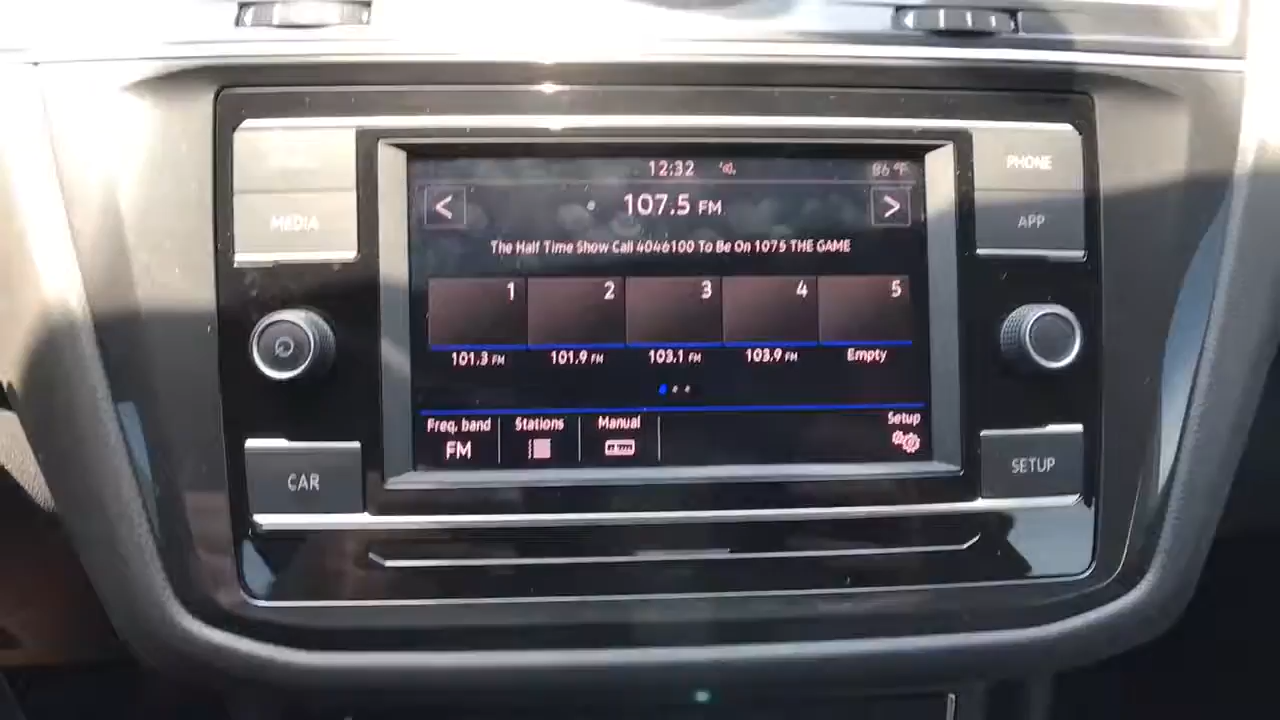 12:32 86 °F
PHONE
MEDIA
< 107.5 FM >
APP
The Half Time Show Call 4046100 To Be On 1075 THE GAME
1 2 3 4 5
101.3 FM 101.9 FM 103.1 FM 103.9 FM Empty
Freq. band Stations Manual Setup
FM
CAR
SETUP